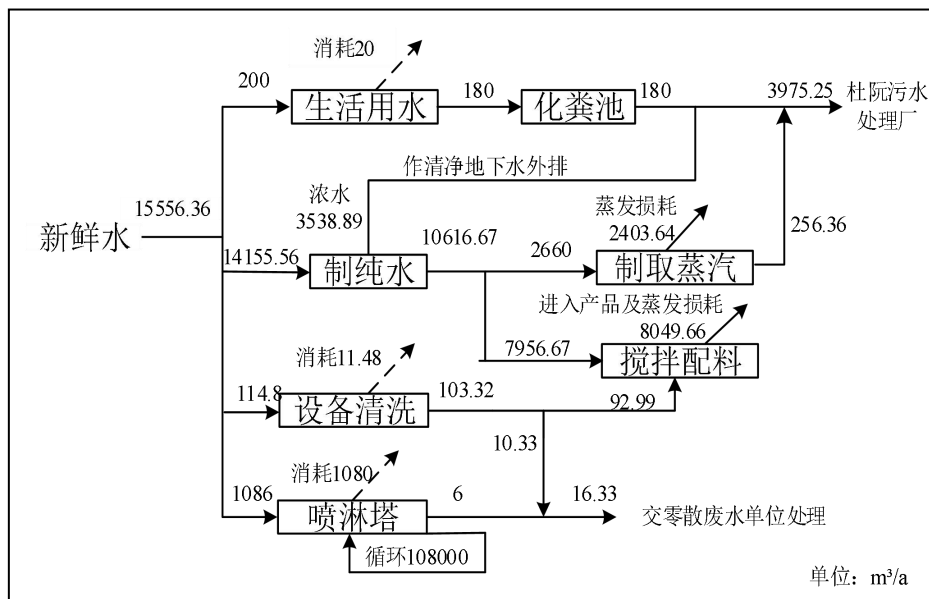 消耗20
200
生活用水
180
化粪池
180
3975.25
杜阮污水
处理厂
作清净地下水外排
浓水
3538.89
15556.36
新鲜水
14155.56
制纯水
10616.67
2660
蒸发损耗
2403.64
制取蒸汽
256.36
进入产品及蒸发损耗
8049.66
7956.67
搅拌配料
消耗11.48
114.8
设备清洗
103.32
92.99
10.33
消耗1080
1086
喷淋塔
6
16.33
交零散废水单位处理
循环108000
单位：m³/a